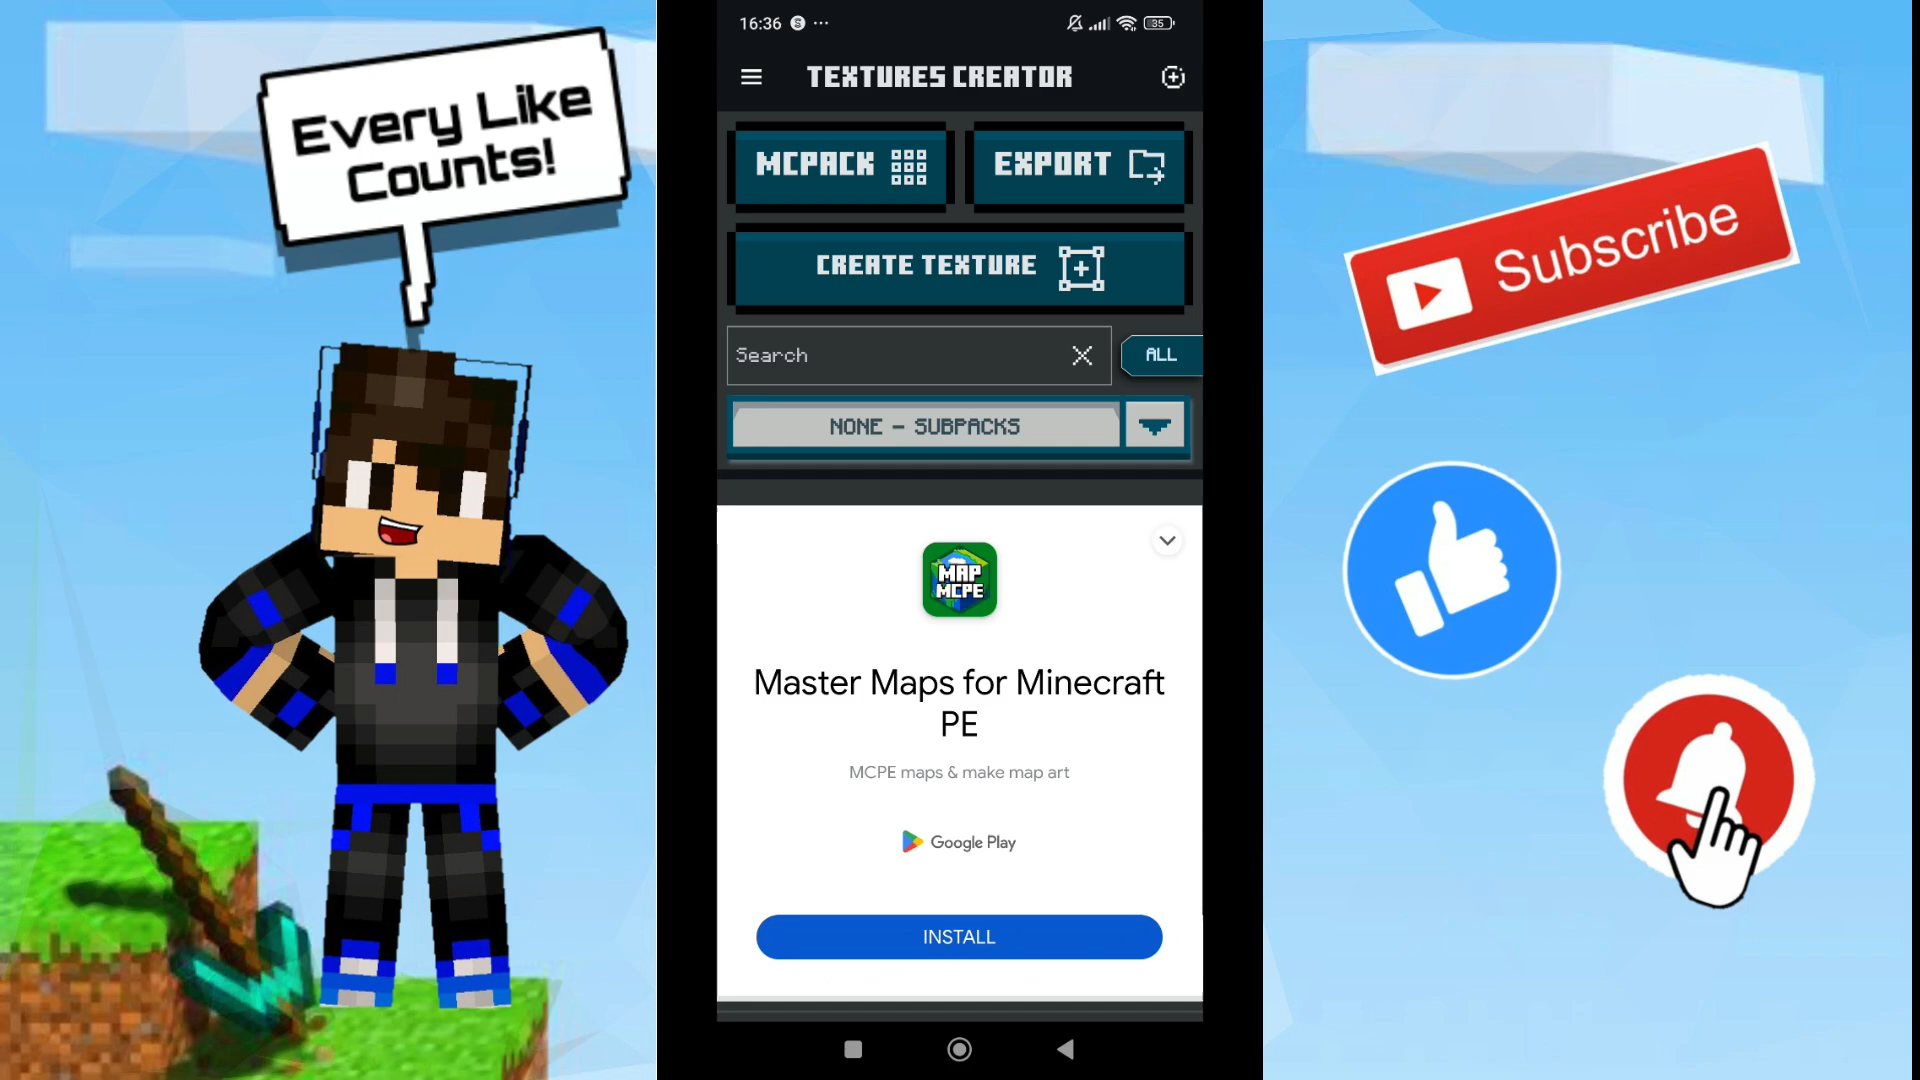 Every Like
Counts!
16:36
35
TEXTURES CREATOR
MCPACK
EXPORT
CREATE TEXTURE
Search
ALL
NONE - SUBPACKS
MAP
MCPE
Master Maps for Minecraft
PE
MCPE maps & make map art
Google Play
INSTALL
Subscribe